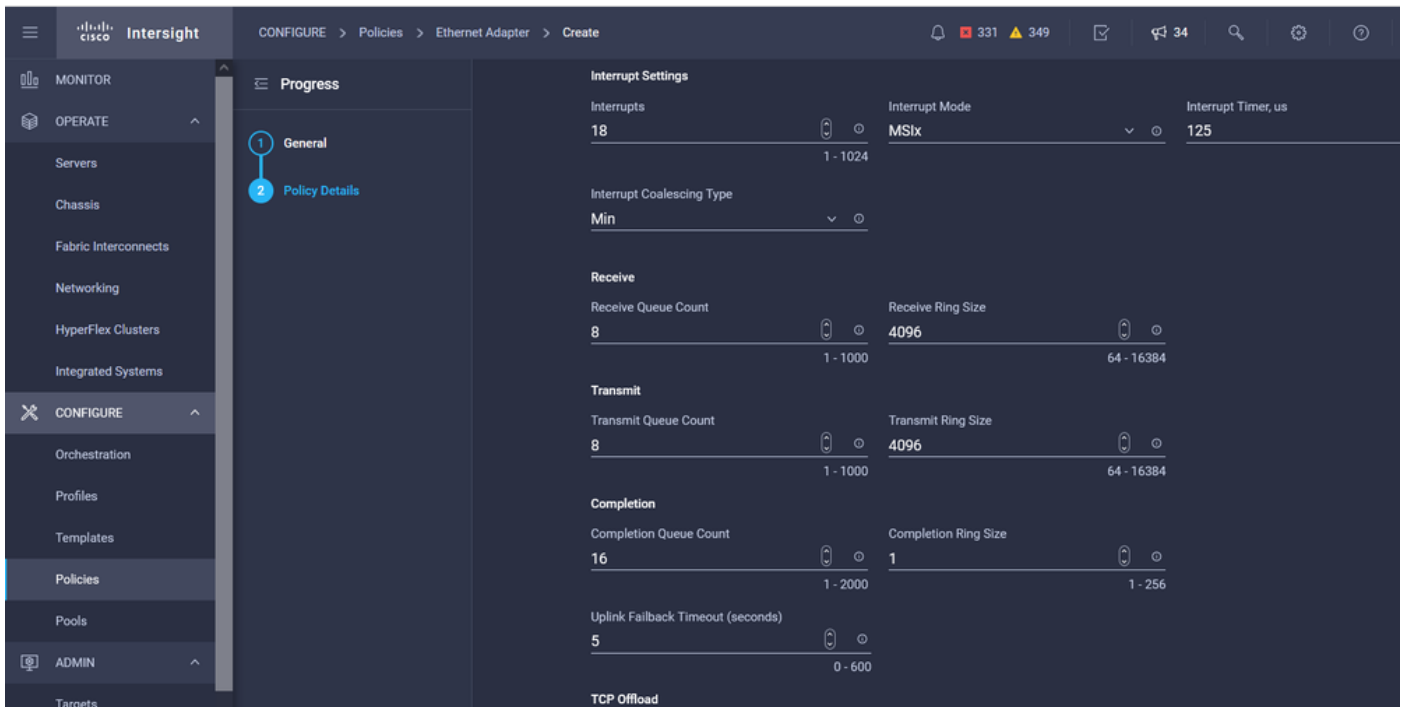 cisco Intersight
CONFIGURE > Policies > Ethernet Adapter > Create
331 349 34
MONITOR
OPERATE
Servers
Chassis
Fabric Interconnects
Networking
HyperFlex Clusters
Integrated Systems
CONFIGURE
Orchestration
Profiles
Templates
Policies
Pools
ADMIN
Targets
Progress
1 General
2 Policy Details
Interrupt Settings
Interrupts Interrupt Mode Interrupt Timer, us
18 MSIx 125
1 - 1024
Interrupt Coalescing Type
Min
Receive
Receive Queue Count Receive Ring Size
8 4096
1 - 1000 64 - 16384
Transmit
Transmit Queue Count Transmit Ring Size
8 4096
1 - 1000 64 - 16384
Completion
Completion Queue Count Completion Ring Size
16 1
1 - 2000 1 - 256
Uplink Failback Timeout (seconds)
5
0 - 600
TCP Offload